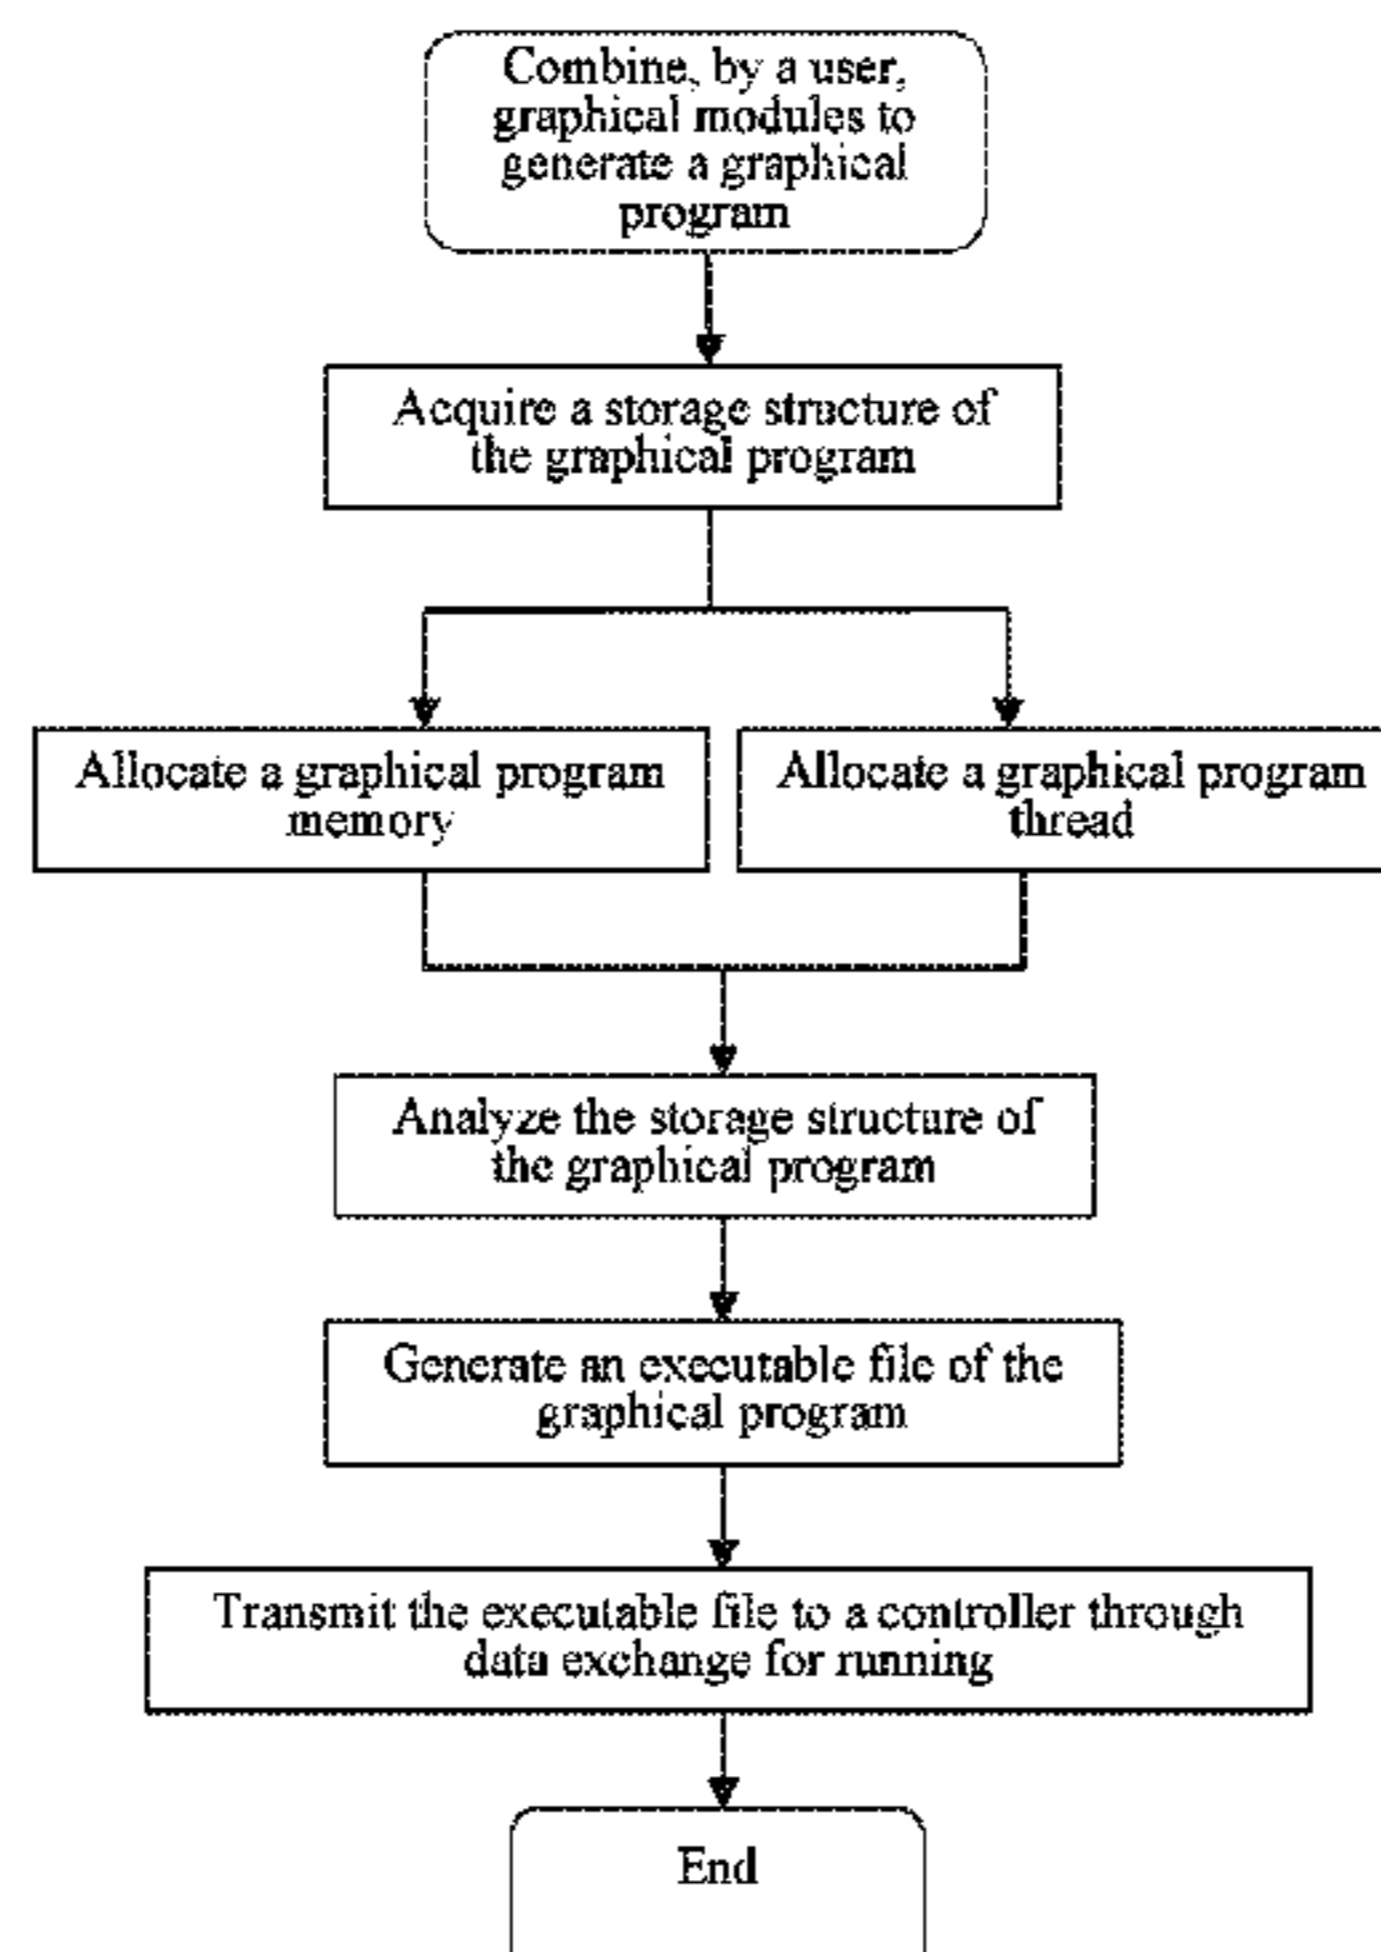 Combine, by a user,
graphical modules to
generate a graphical
program
Acquire a storage structure of
the graphical program
Allocate a graphical program
memory
Allocate a graphical program
thread
Analyze the storage structure of
the graphical program
Generate an executable file of the
graphical program
Transmit the executable file to a controller through
data exchange for running
End